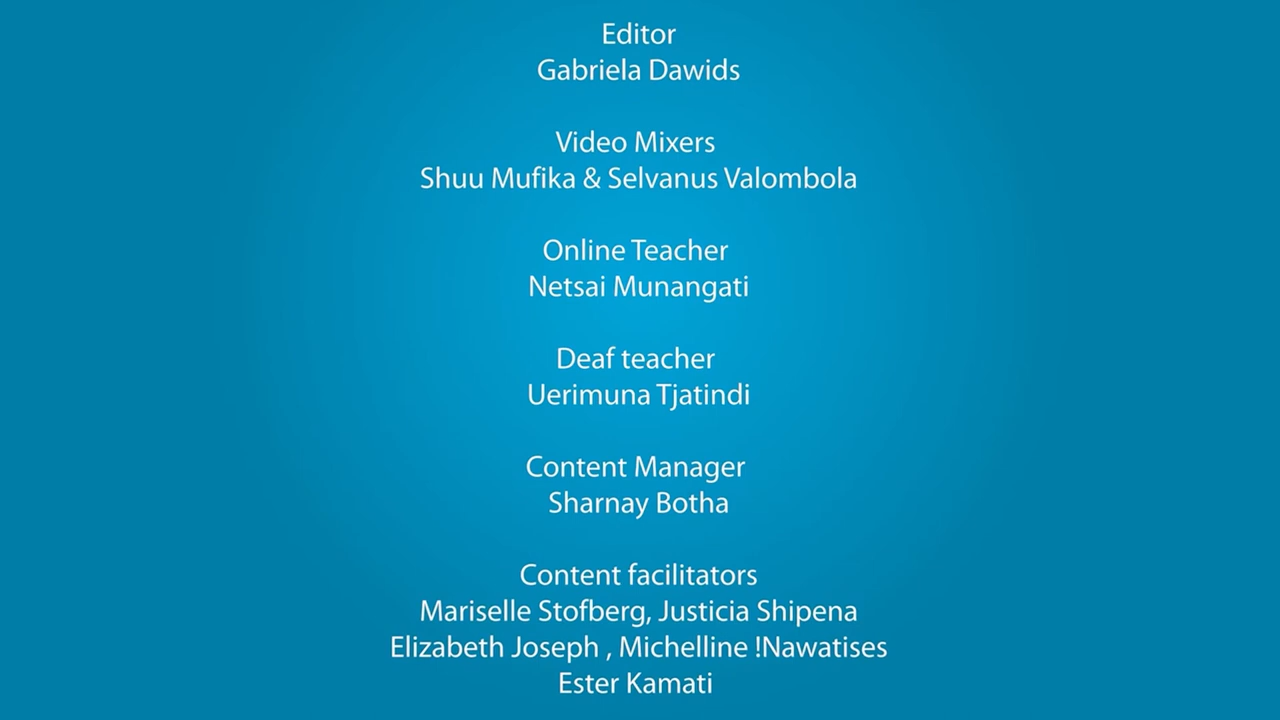 Editor
Gabriela Dawids
Video Mixers
Shuu Mufika & Selvanus Valombola
Online Teacher
Netsai Munangati
Deaf teacher
Uerimuna Tjatindi
Content Manager
Sharnay Botha
Content facilitators
Mariselle Stofberg, Justicia Shipena
Elizabeth Joseph , Michelline !Nawatises
Ester Kamati